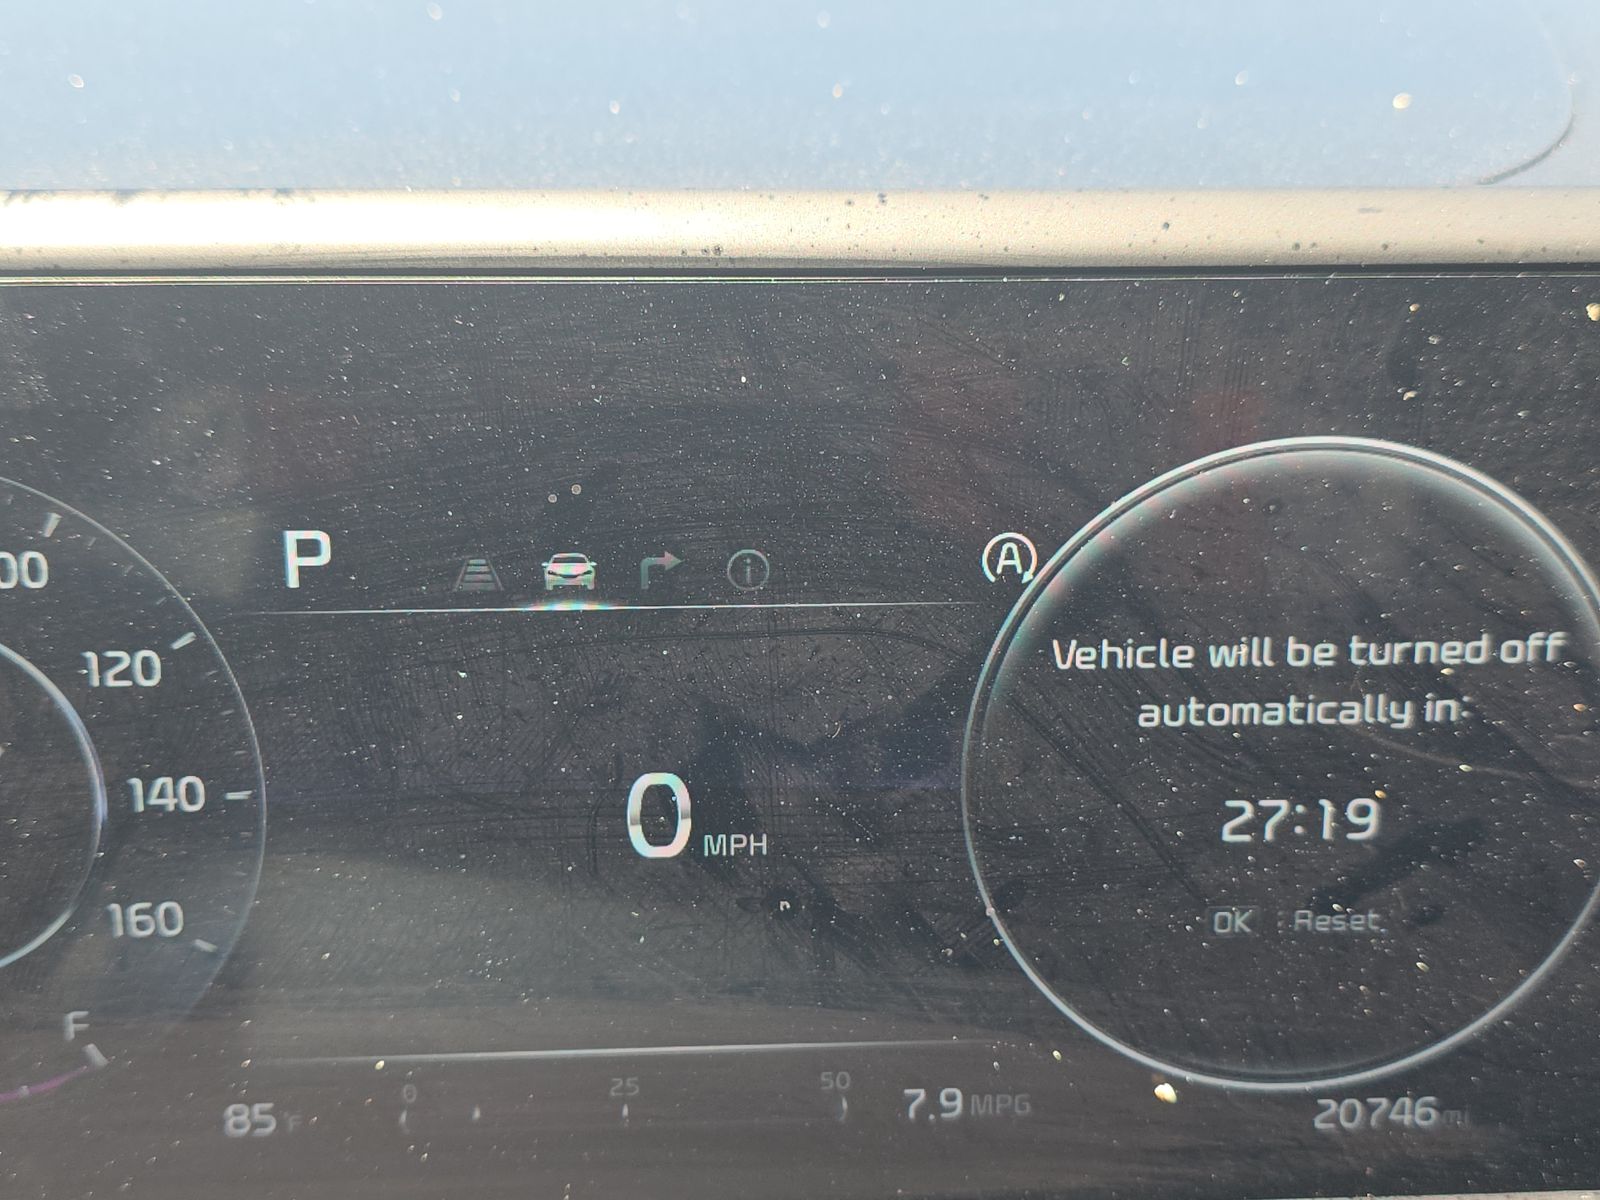 P
A
120
140
160
F
0 MPH
Vehicle will be turned off
automatically in:
27:19
OK : Reset
0 25 50
85°F
7.9 MPG
20746 mi